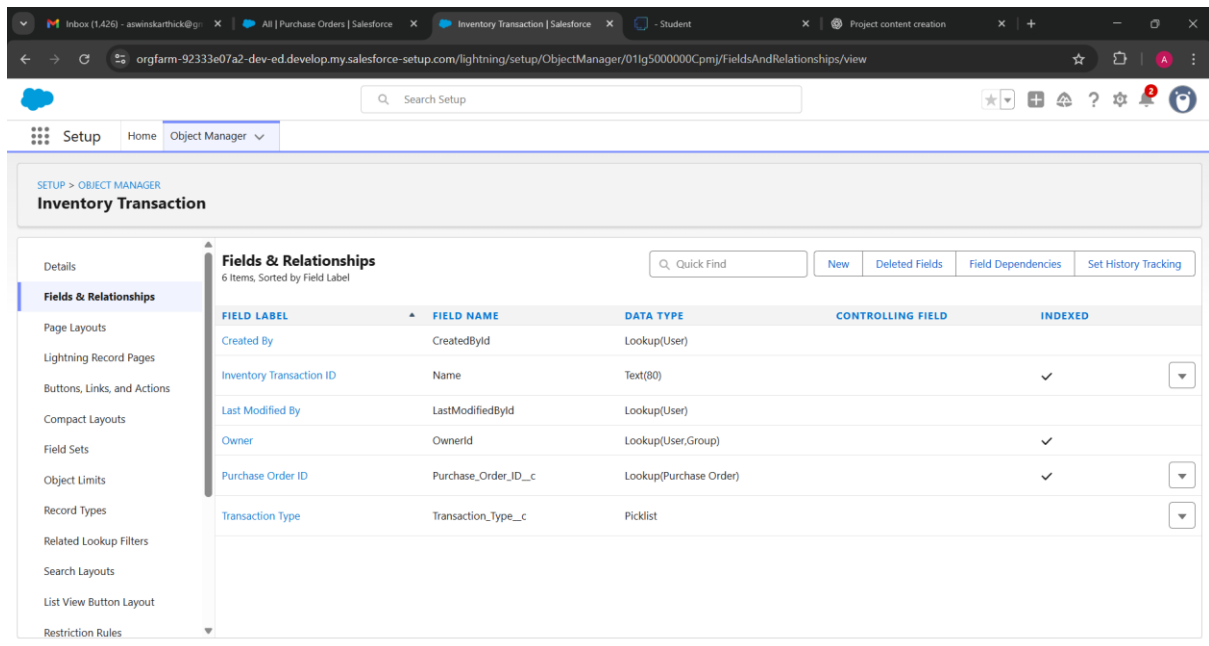 Inbox (1,426) - aswinskarthick@gn
All | Purchase Orders | Salesforce
Inventory Transaction | Salesforce
- Student
Project content creation
orgfarm-92333e07a2-dev-ed.develop.my.salesforce-setup.com/lightning/setup/ObjectManager/01Ig5000000Cpmj/FieldsAndRelationships/view
A
Search Setup
2
Setup Home Object Manager
SETUP > OBJECT MANAGER
Inventory Transaction
Details
Fields & Relationships
Page Layouts
Lightning Record Pages
Buttons, Links, and Actions
Compact Layouts
Field Sets
Object Limits
Record Types
Related Lookup Filters
Search Layouts
List View Button Layout
Restriction Rules
Fields & Relationships
6 Items, Sorted by Field Label
Quick Find New Deleted Fields Field Dependencies Set History Tracking
FIELD LABEL FIELD NAME DATA TYPE CONTROLLING FIELD INDEXED
Created By CreatedById Lookup(User)
Inventory Transaction ID Name Text(80)
Last Modified By LastModifiedById Lookup(User)
Owner OwnerId Lookup(User,Group)
Purchase Order ID Purchase_Order_ID__c Lookup(Purchase Order)
Transaction Type Transaction_Type__c Picklist